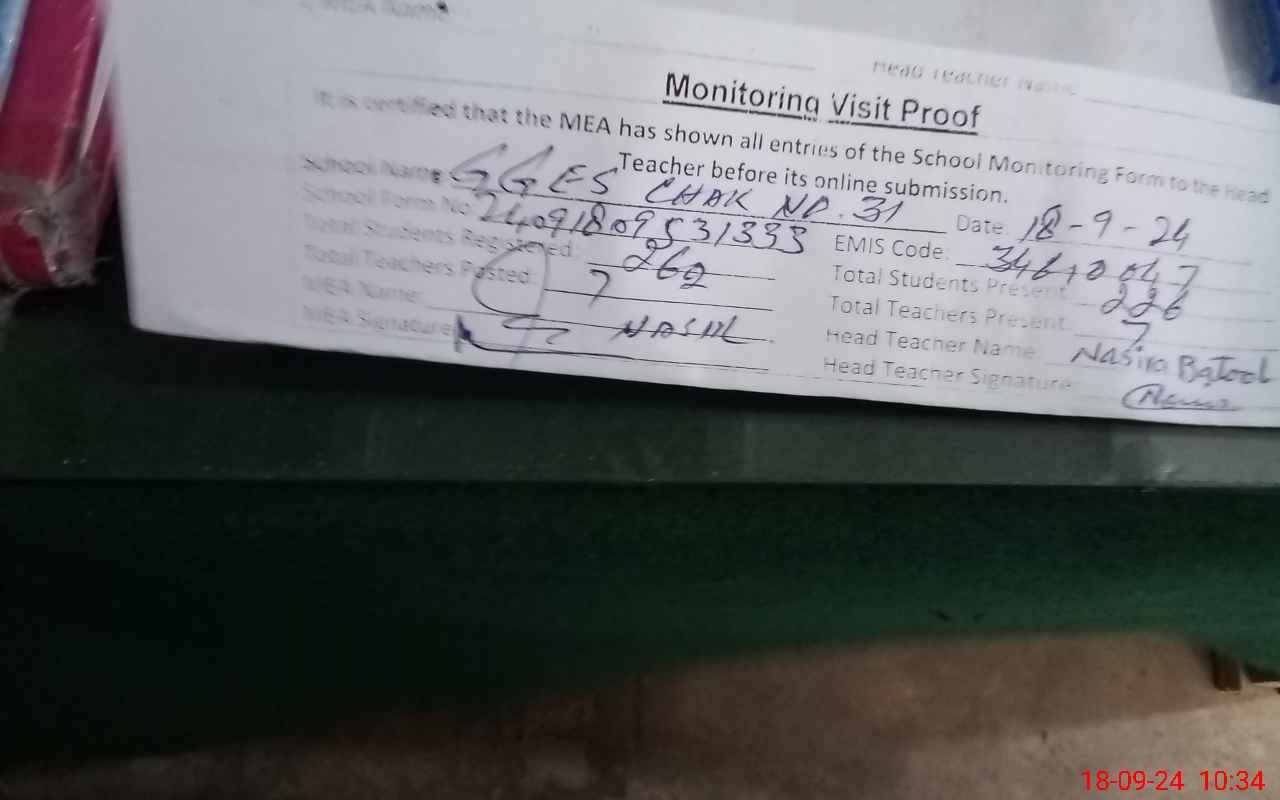 MEA Name
Head Teacher Name
Monitoring Visit Proof
It is certified that the MEA has shown all entries of the School Monitoring Form to the Head
Teacher before its online submission.
School Name GGES CHAK NO. 31 Date 18-9-24
School Form No 24091809531333 EMIS Code:
Total Students Registered: 262 Total Students Present 226
Total Teachers Posted: 7 Total Teachers Present: 7
MEA Name: Head Teacher Name: Nasira Batool
MEA Signature Head Teacher Signature
18-09-24 10:34